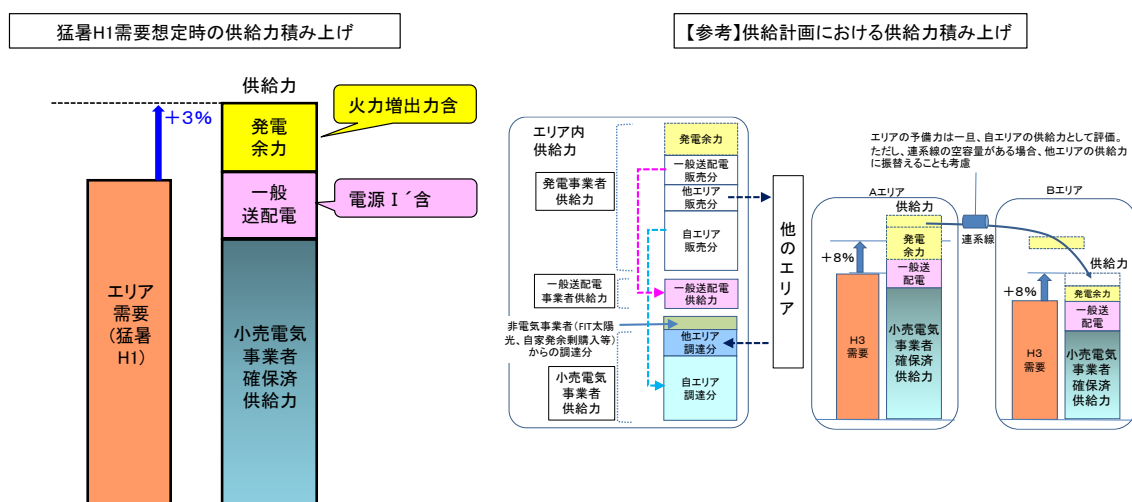 猛暑H1需要想定時の供給力積み上げ
供給力
+3%
発電
余力
火力増出力含
一般
送配電
電源Ⅰ´含
エリア
需要
(猛暑
H1)
小売電気
事業者
確保済
供給力
【参考】供給計画における供給力積み上げ
エリア内
供給力
発電事業者
供給力
発電余力
一般送配電
販売分
他エリア
販売分
自エリア
販売分
一般送配電
事業者供給力
一般送配電
供給力
非電気事業者(FIT太陽
光、自家発余剰購入等)
からの調達分
他エリア
調達分
小売電気
事業者
供給力
自エリア
調達分
他のエリア
エリアの予備力は一旦、自エリアの供給力として評価。
ただし、連系線の空容量がある場合、他エリアの供給力
に振替えることも考慮
Aエリア
供給力
+8%
発電
余力
一般送
配電
H3
需要
小売電気
事業者
確保済
供給力
連系線
Bエリア
供給力
+8%
発電余力
一般送
配電
H3
需要
小売電気
事業者
確保済
供給力